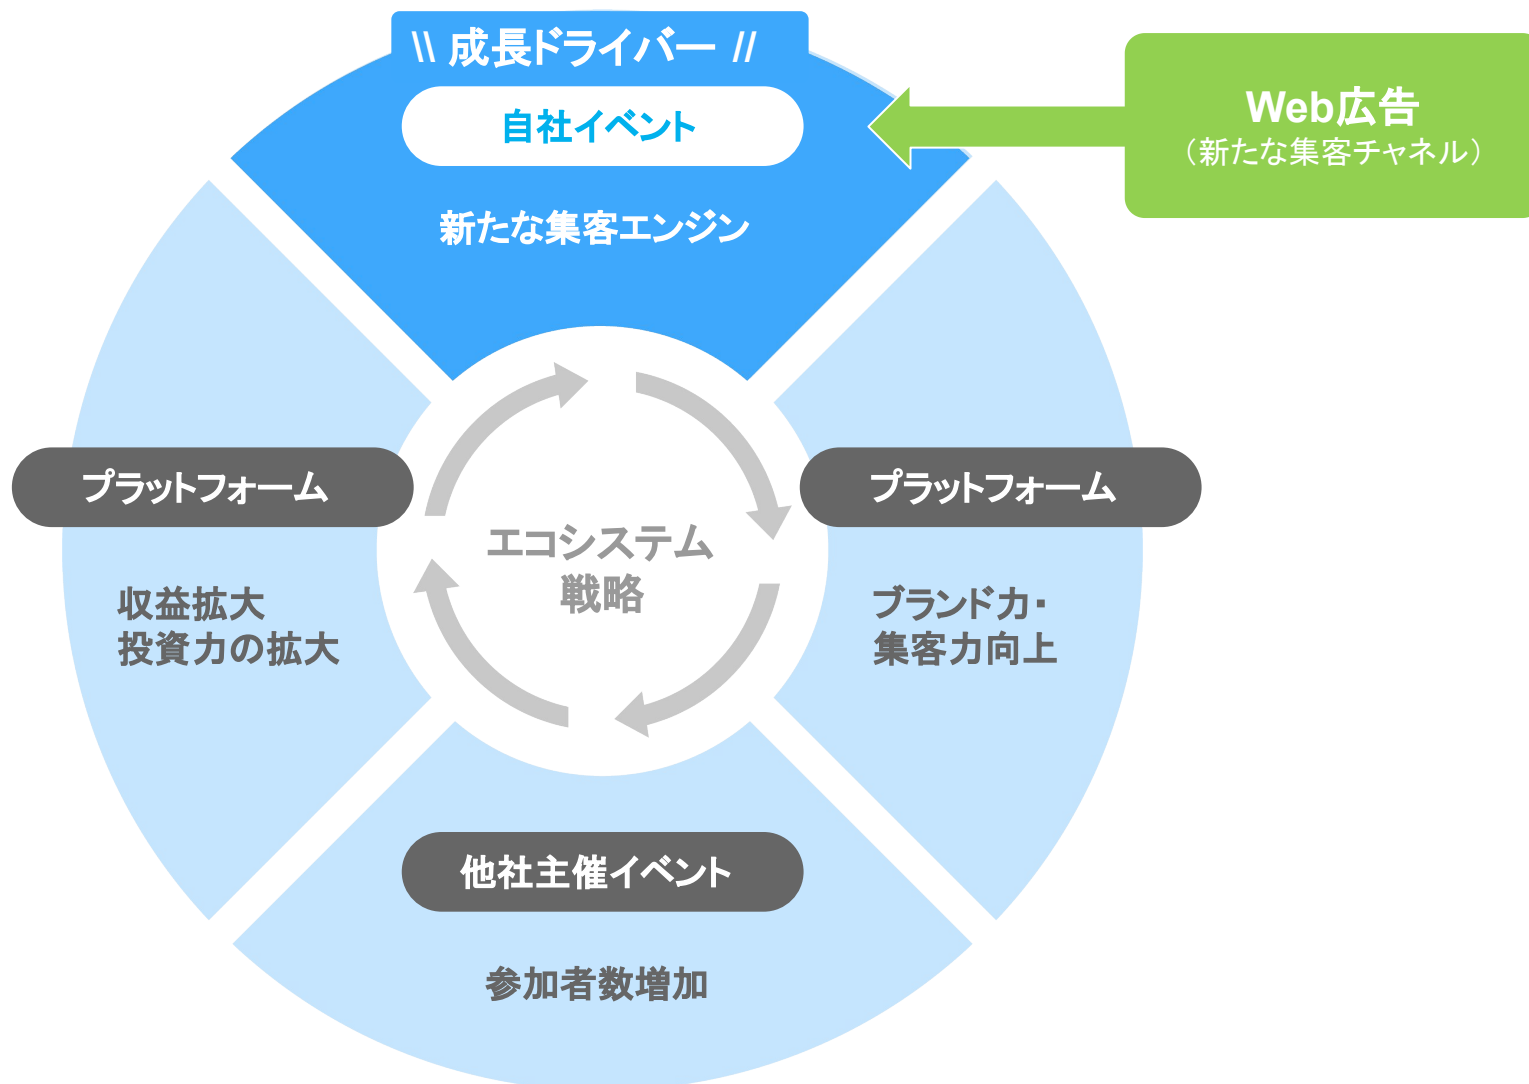 \\ 成長ドライバー //
自社イベント
新たな集客エンジン
Web広告
（新たな集客チャネル）
プラットフォーム
収益拡大
投資力の拡大
エコシステム
戦略
プラットフォーム
ブランド力・
集客力向上
他社主催イベント
参加者数増加